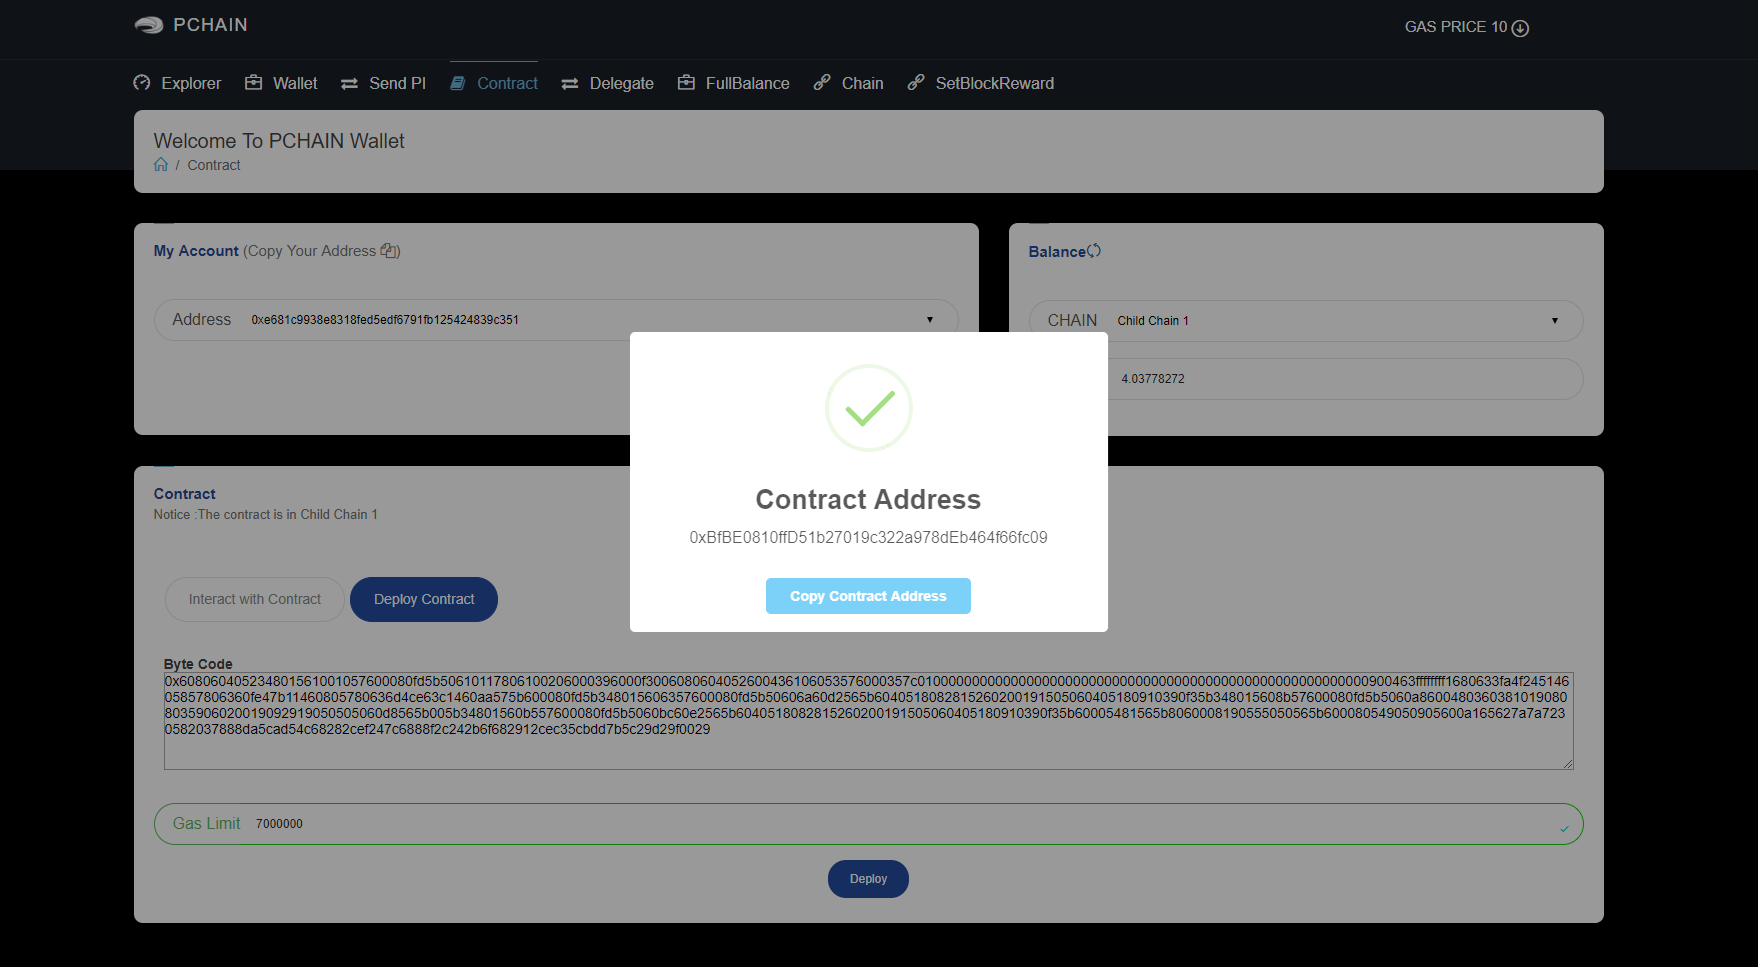 PCHAIN
GAS PRICE 10
Explorer Wallet Send PI Contract Delegate FullBalance Chain SetBlockReward
Welcome To PCHAIN Wallet
/ Contract
My Account (Copy Your Address )
Balance
Address 0xe681c9938e8318fed5edf6791fb125424839c351
CHAIN Child Chain 1
4.03778272
Contract
Notice :The contract is in Child Chain 1
Contract Address
0xBfBE0810ffD51b27019c322a978dEb464f66fc09
Copy Contract Address
Interact with Contract Deploy Contract
Byte Code
05857806360fe47b11460805780636d4ce63c1460aa575b600080fd5b348015606357600080fd5b50606a60d2565b6040518082815260200191505060405180910390f35b348015608b57600080fd5b5060a8600480360381019080
8035906020019092919050505060d8565b005b34801560b557600080fd5b5060bc60e2565b6040518082815260200191505060405180910390f35b60005481565b8060008190555050565b600080549050905600a165627a7a723
0582037888da5cad54c68282cef247c6888f2c242b6f682912cec35cbdd7b5c29d29f0029
Gas Limit 7000000
Deploy